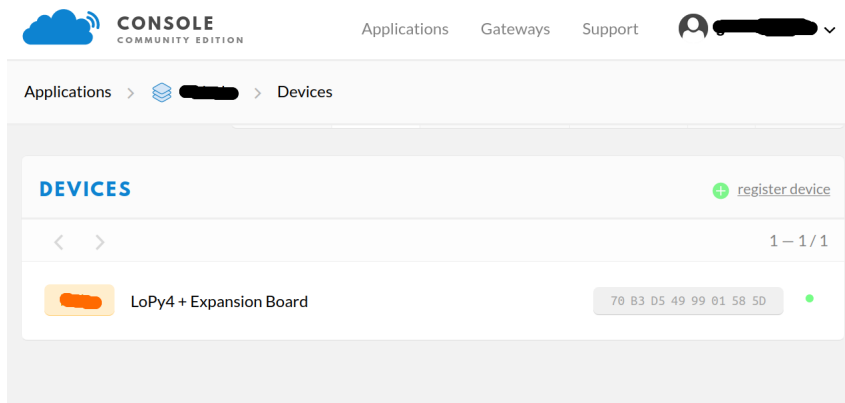 CONSOLE
COMMUNITY EDITION
Applications Gateways Support
Applications > > Devices
DEVICES
register device
1 — 1 / 1
LoPy4 + Expansion Board
70 B3 D5 49 99 01 58 5D